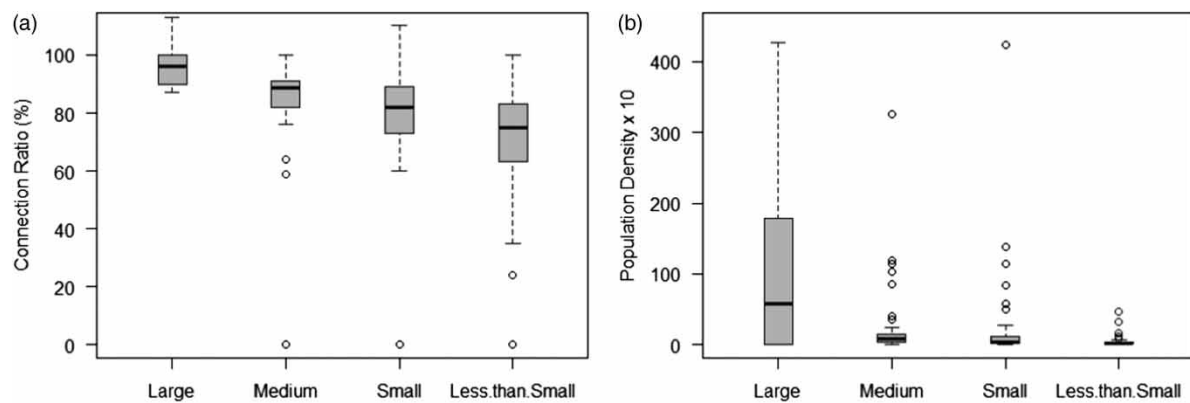 (a)
Connection Ratio (%)
100
80
60
40
20
0
Large Medium Small Less.than.Small
(b)
Population Density x 10
400
300
200
100
0
Large Medium Small Less.than.Small